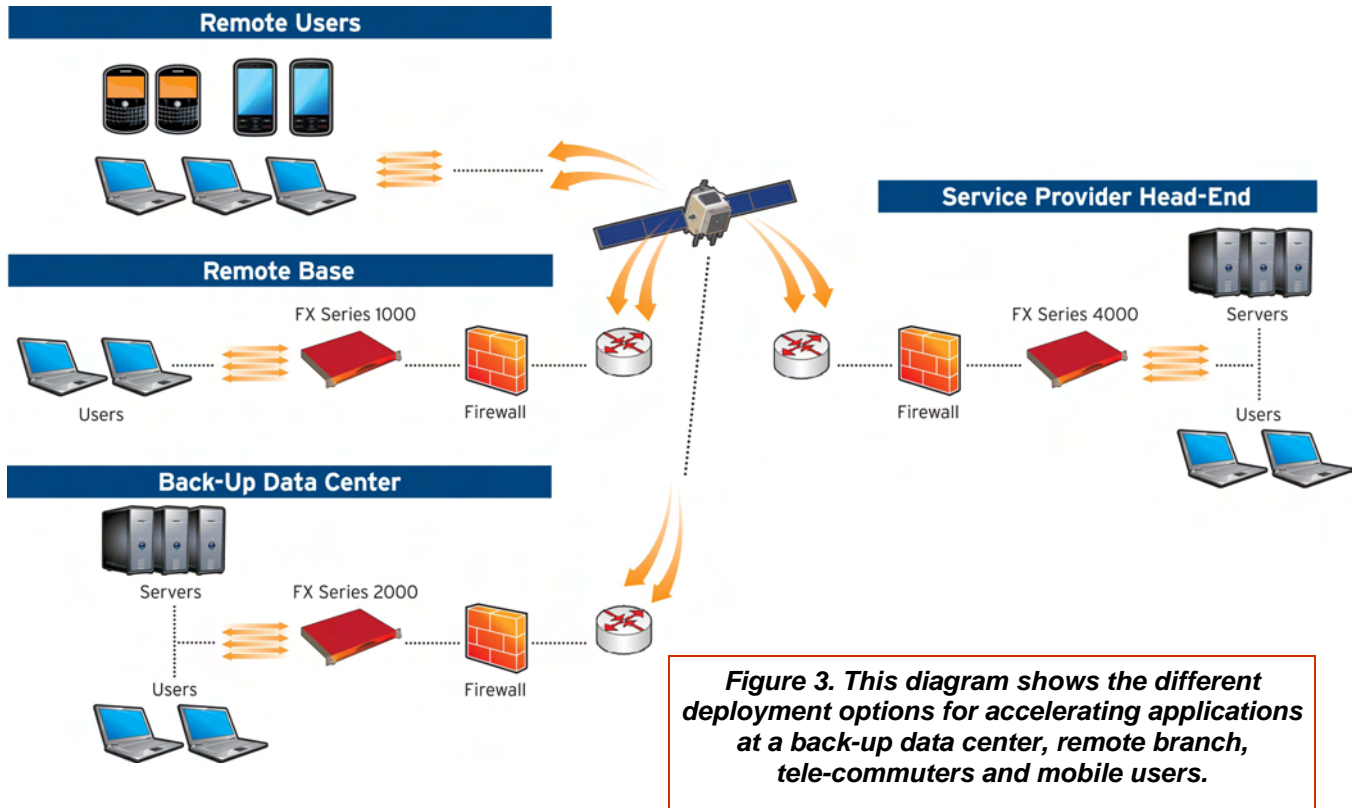 Remote Users
Service Provider Head-End
Servers
FX Series 4000
Firewall
Users
Remote Base
FX Series 1000
Users
Firewall
Back-Up Data Center
Servers
FX Series 2000
Users
Firewall
Figure 3. This diagram shows the different
deployment options for accelerating applications
at a back-up data center, remote branch,
tele-commuters and mobile users.